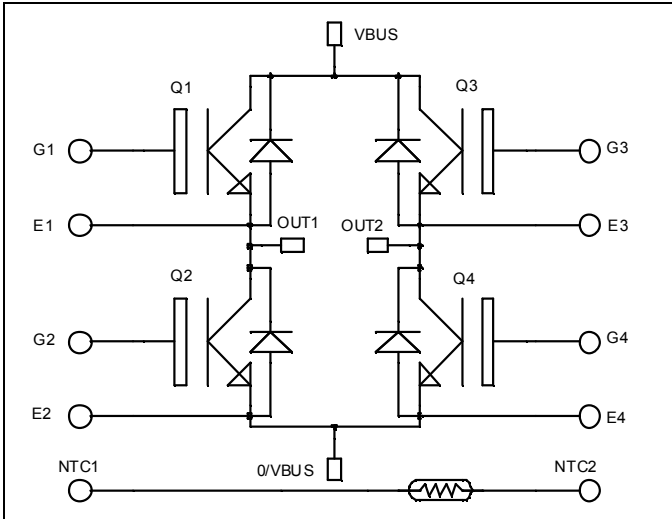 VBUS
Q1
Q3
G1
G3
E1
E3
OUT1
OUT2
Q2
Q4
G2
G4
E2
E4
NTC1
0/VBUS
NTC2